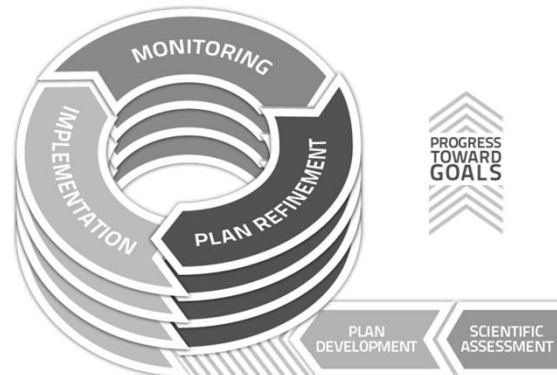 MONITORING
IMPLEMENTATION
PLAN REFINEMENT
PROGRESS
TOWARD
GOALS
PLAN
DEVELOPMENT
SCIENTIFIC
ASSESSMENT